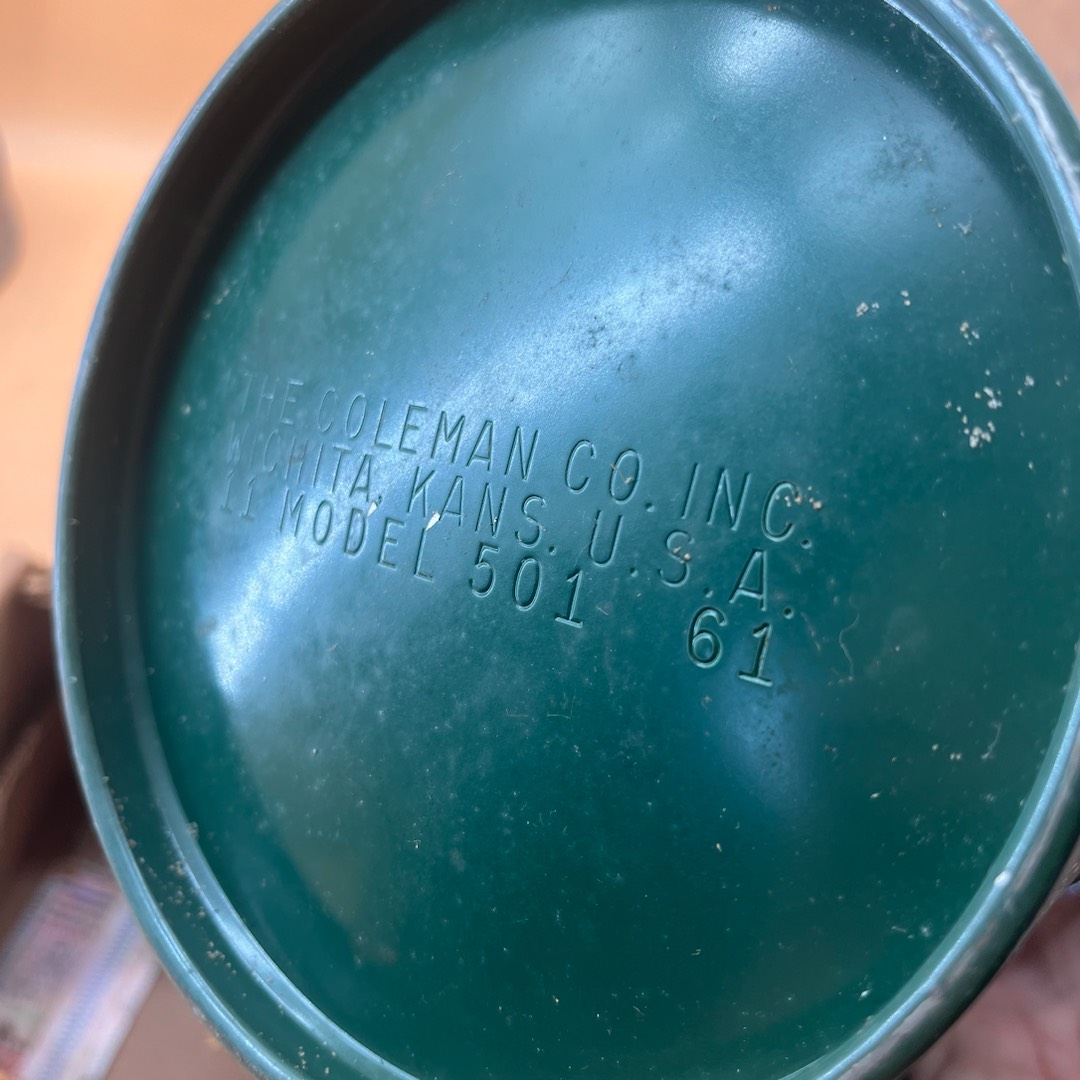 THE COLEMAN CO. INC.
WICHITA, KANS. U.S.A.
11 MODEL 501 61